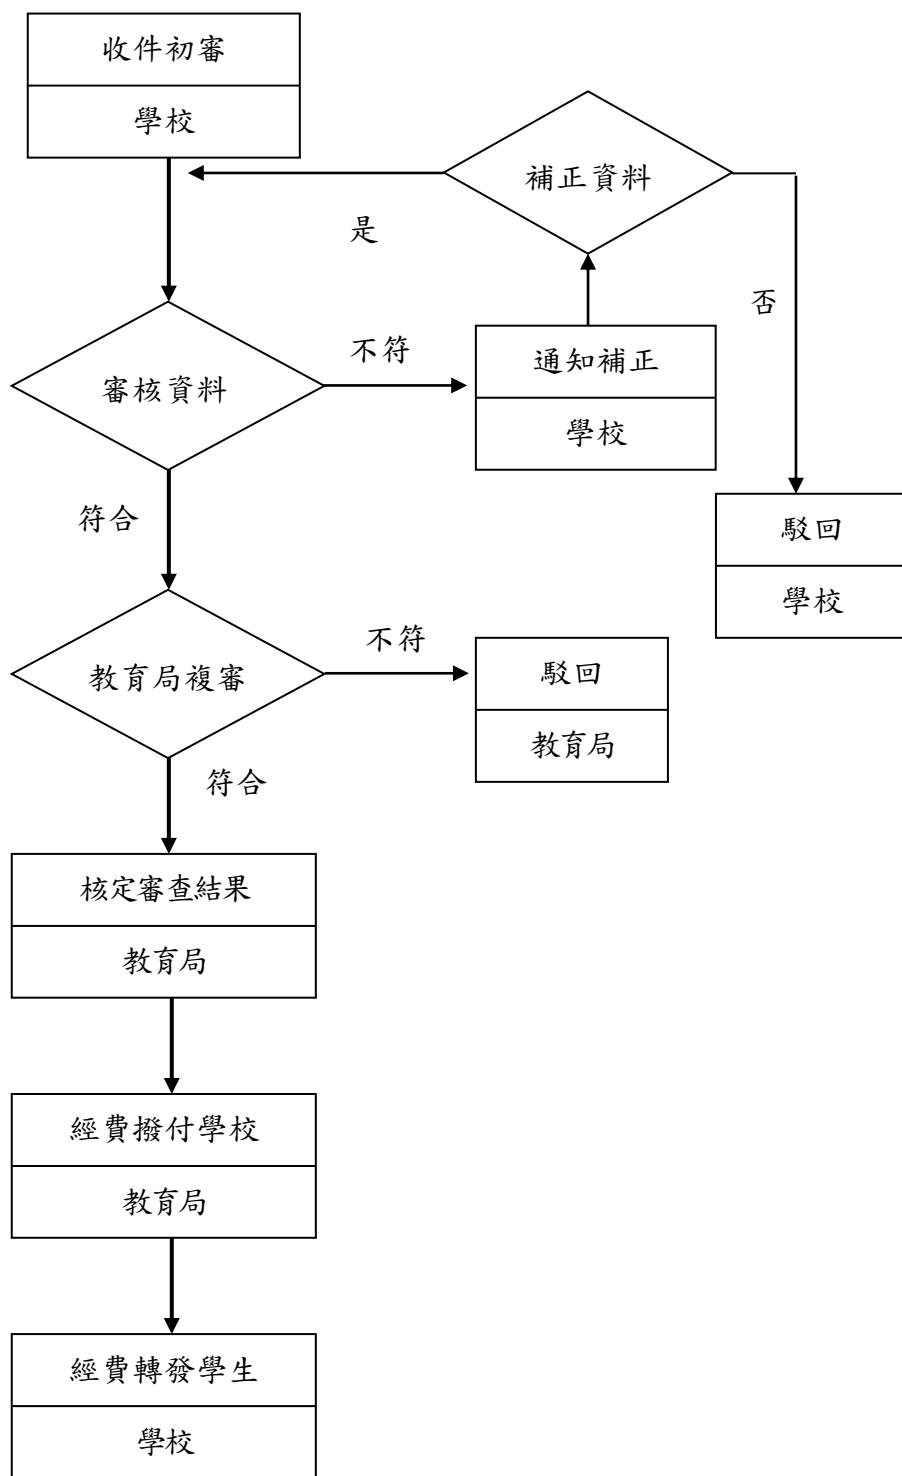 收件初審
學校
補正資料
是
否
不符
通知補正
審核資料
學校
符合
駁回
學校
不符
教育局複審
駁回
教育局
符合
核定審查結果
教育局
經費撥付學校
教育局
經費轉發學生
學校